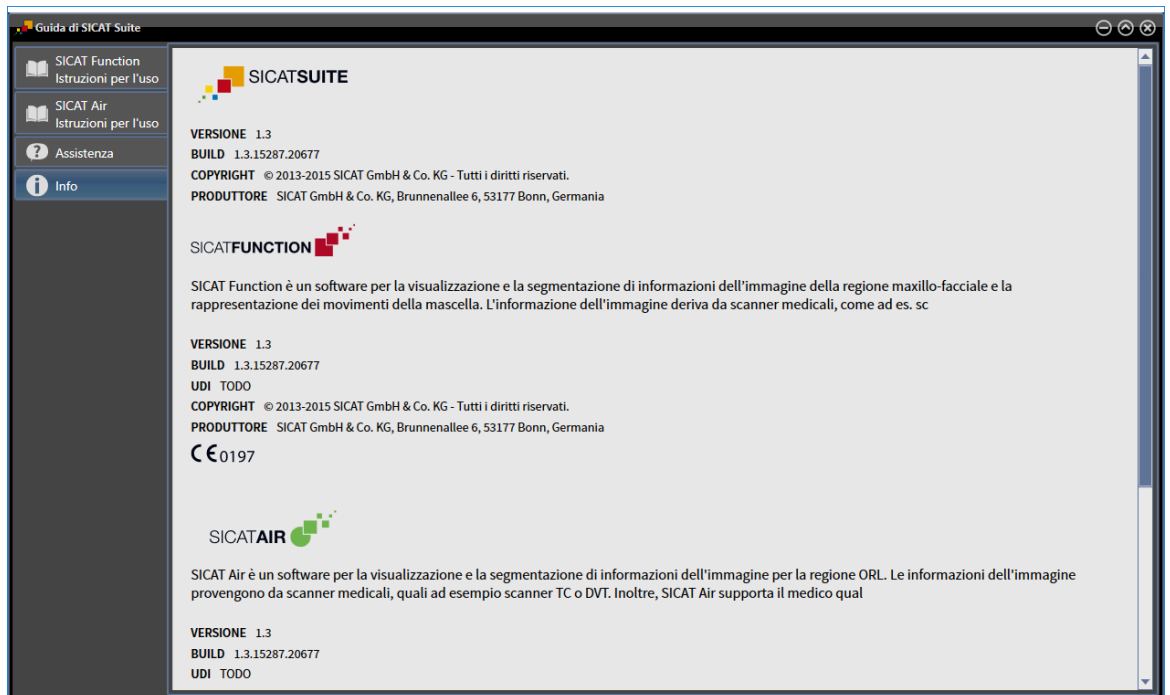 Guida di SICAT Suite
SICAT Function
Istruzioni per l'uso
SICAT Air
Istruzioni per l'uso
Assistenza
Info
SICATSUITE
VERSIONE 1.3
BUILD 1.3.15287.20677
COPYRIGHT © 2013-2015 SICAT GmbH & Co. KG - Tutti i diritti riservati.
PRODUTTORE SICAT GmbH & Co. KG, Brunnenallee 6, 53177 Bonn, Germania
SICATFUNCTION
SICAT Function è un software per la visualizzazione e la segmentazione di informazioni dell'immagine della regione maxillo-facciale e la
rappresentazione dei movimenti della mascella. L'informazione dell'immagine deriva da scanner medicali, come ad es. sc
VERSIONE 1.3
BUILD 1.3.15287.20677
UDI TODO
COPYRIGHT © 2013-2015 SICAT GmbH & Co. KG - Tutti i diritti riservati.
PRODUTTORE SICAT GmbH & Co. KG, Brunnenallee 6, 53177 Bonn, Germania
CE0197
SICATAIR
SICAT Air è un software per la visualizzazione e la segmentazione di informazioni dell'immagine per la regione ORL. Le informazioni dell'immagine
provengono da scanner medicali, quali ad esempio scanner TC o DVT. Inoltre, SICAT Air supporta il medico qual
VERSIONE 1.3
BUILD 1.3.15287.20677
UDI TODO